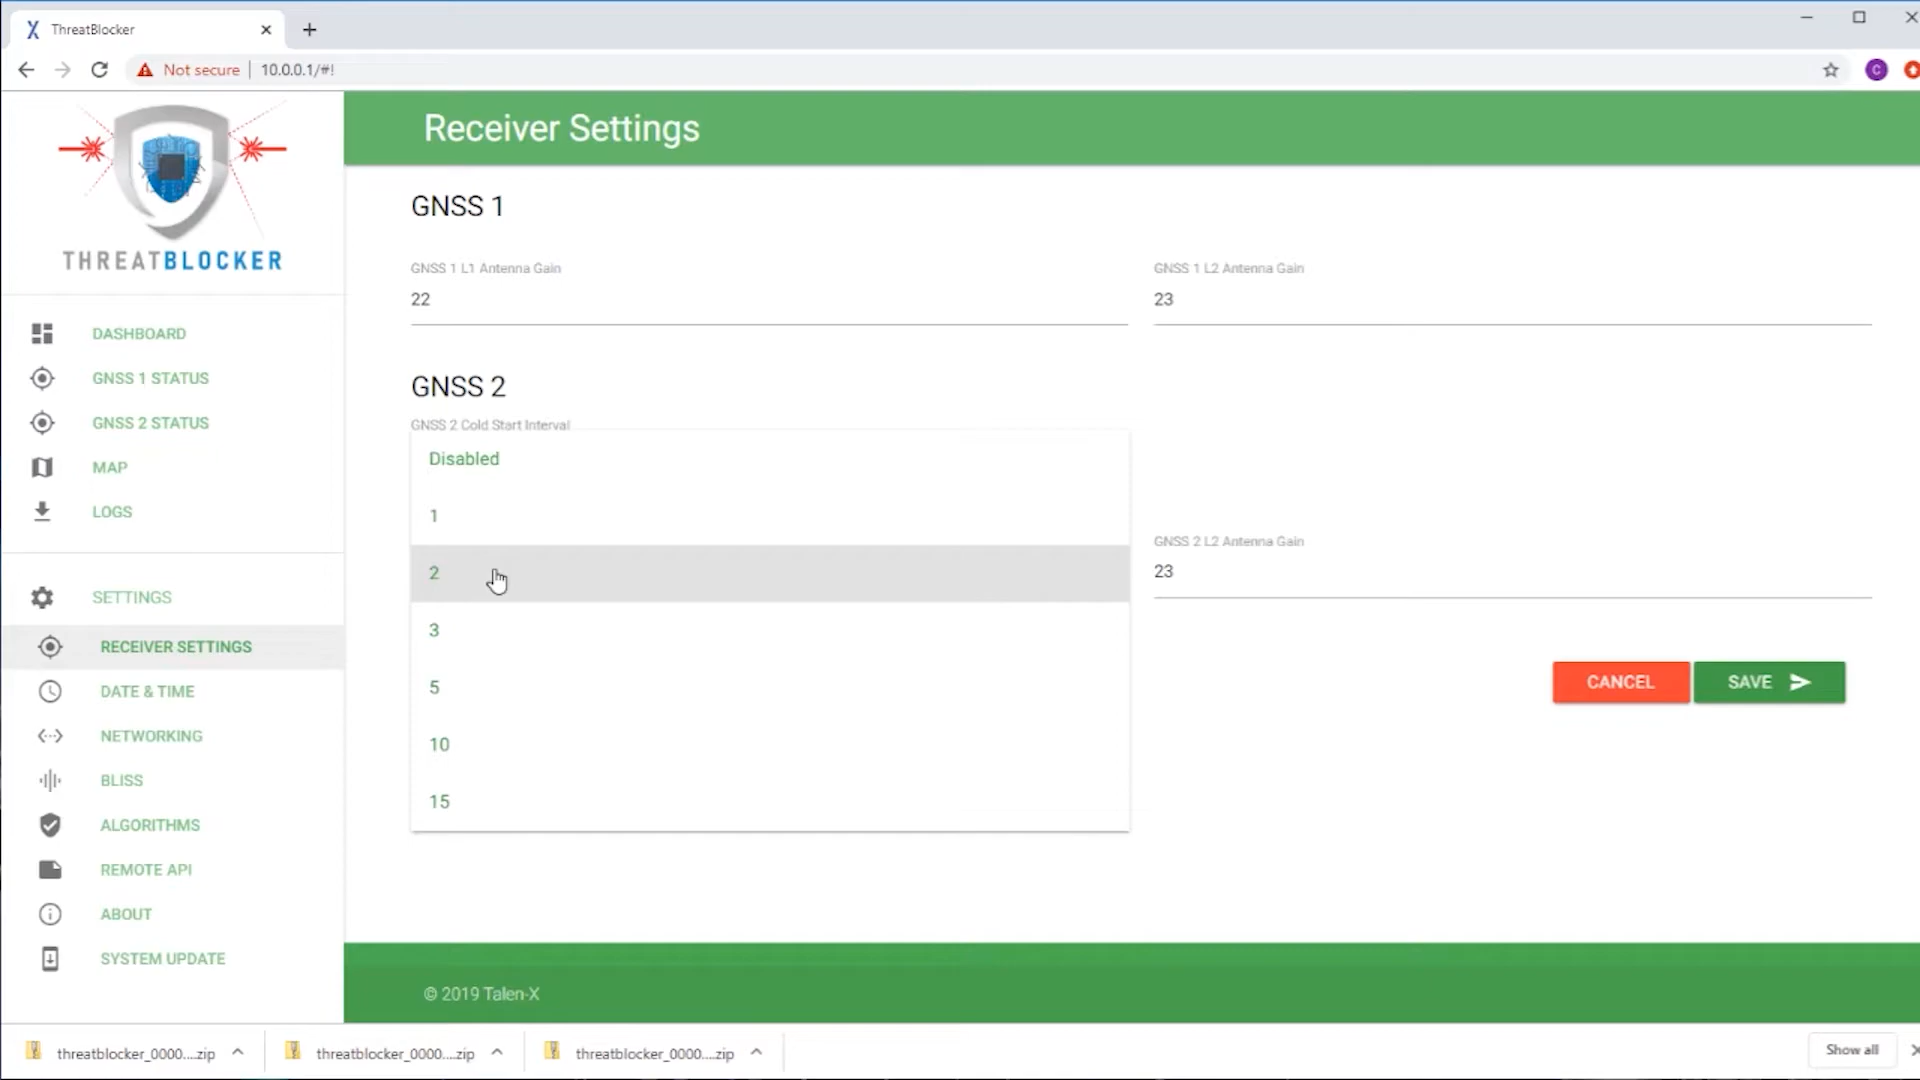 ThreatBlocker
Not secure
10.0.0.1/#!
C
THREATBLOCKER
DASHBOARD
GNSS 1 STATUS
GNSS 2 STATUS
MAP
LOGS
SETTINGS
RECEIVER SETTINGS
DATE & TIME
NETWORKING
BLISS
ALGORITHMS
REMOTE API
ABOUT
SYSTEM UPDATE
Receiver Settings
GNSS 1
GNSS 1 L1 Antenna Gain
22
GNSS 1 L2 Antenna Gain
23
GNSS 2
GNSS 2 Cold Start Interval
Disabled
1
2
3
5
10
15
GNSS 2 L2 Antenna Gain
23
CANCEL
SAVE
© 2019 Talen-X
threatblocker_0000....zip
threatblocker_0000....zip
threatblocker_0000....zip
Show all